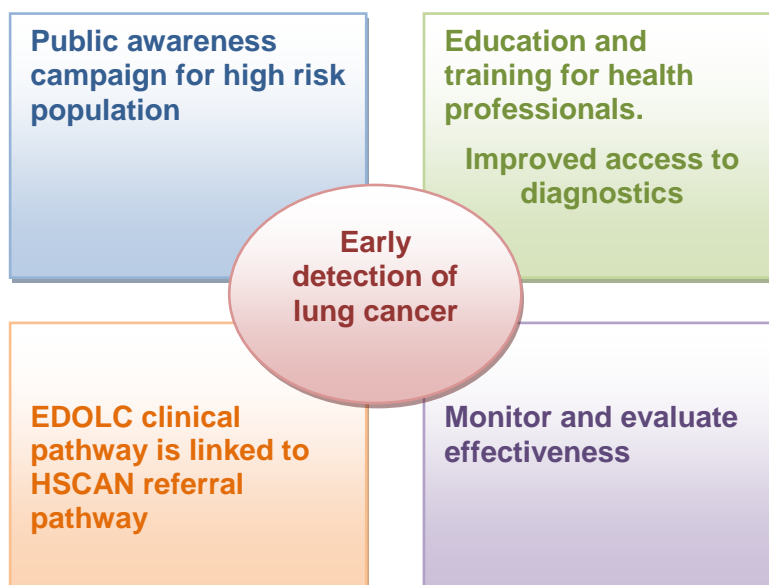 Public awareness
campaign for high risk
population
Education and
training for health
professionals.
Improved access to
diagnostics
Early
detection of
lung cancer
EDOLC clinical
pathway is linked to
HSCAN referral
pathway
Monitor and evaluate
effectiveness